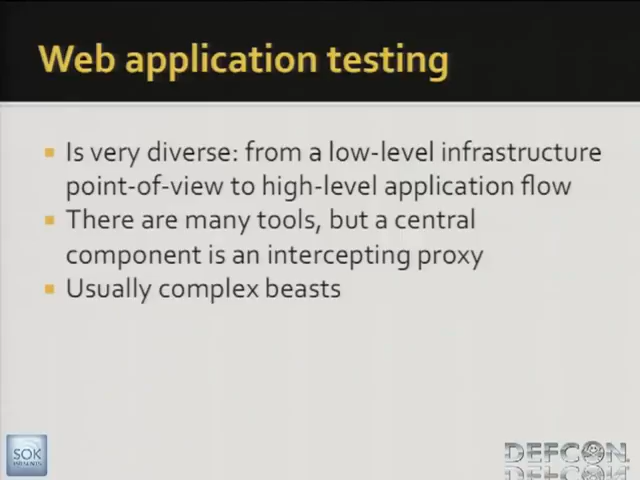 Web application testing
Is very diverse: from a low-level infrastructure
point-of-view to high-level application flow
There are many tools, but a central
component is an intercepting proxy
Usually complex beasts
SOK
DEFCON